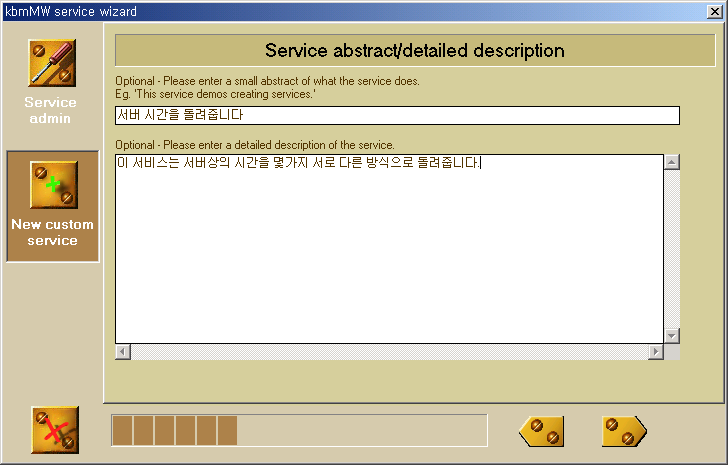 kbmMW service wizard
Service abstract/detailed description
Service
admin
New custom
service
Optional - Please enter a small abstract of what the service does.
Eg. 'This service demos creating services.'
서버 시간을 돌려줍니다
Optional - Please enter a detailed description of the service.
이 서비스는 서버상의 시간을 몇가지 서로 다른 방식으로 돌려줍니다.